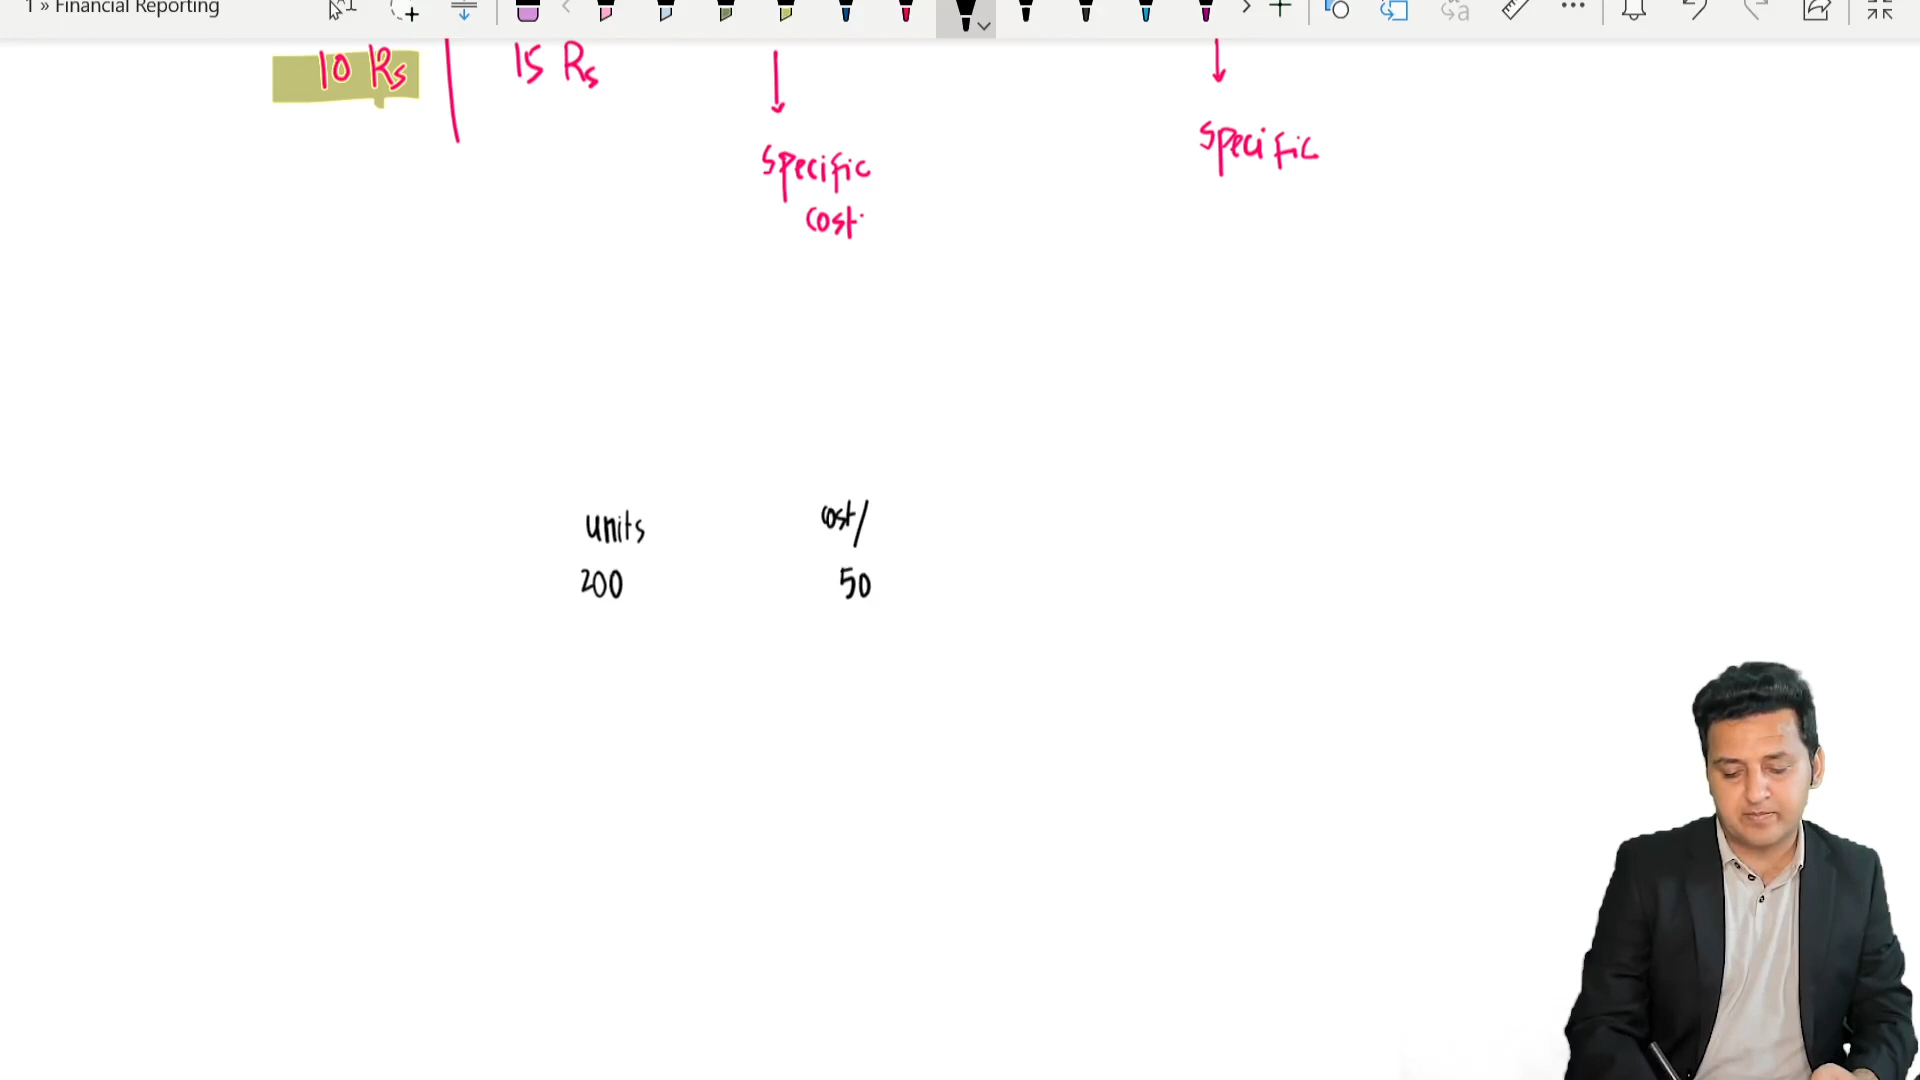 1 » Financial Reporting
10 Rs 15 Rs
specific
specific
cost
units cost/
200 50